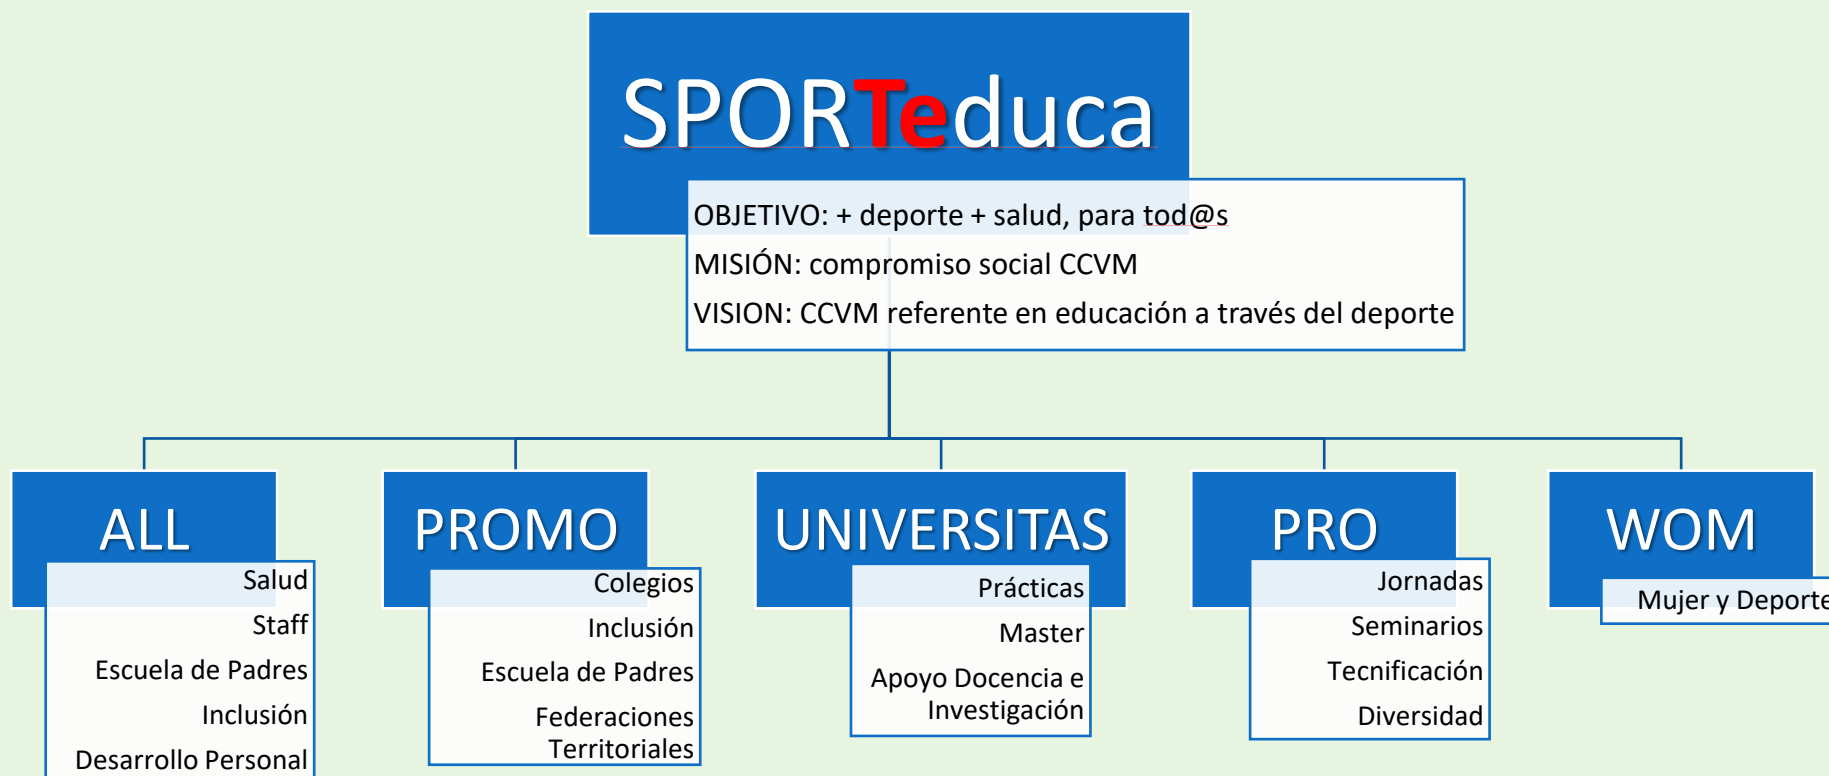 SPORTeduca
OBJETIVO: + deporte + salud, para tod@s
MISIÓN: compromiso social CCVM
VISION: CCVM referente en educación a través del deporte
ALL
Salud
Staff
Escuela de Padres
Inclusión
Desarrollo Personal
PROMO
Colegios
Inclusión
Escuela de Padres
Federaciones
Territoriales
UNIVERSITAS
Prácticas
Master
Apoyo Docencia e
Investigación
PRO
Jornadas
Seminarios
Tecnificación
Diversidad
WOM
Mujer y Deporte